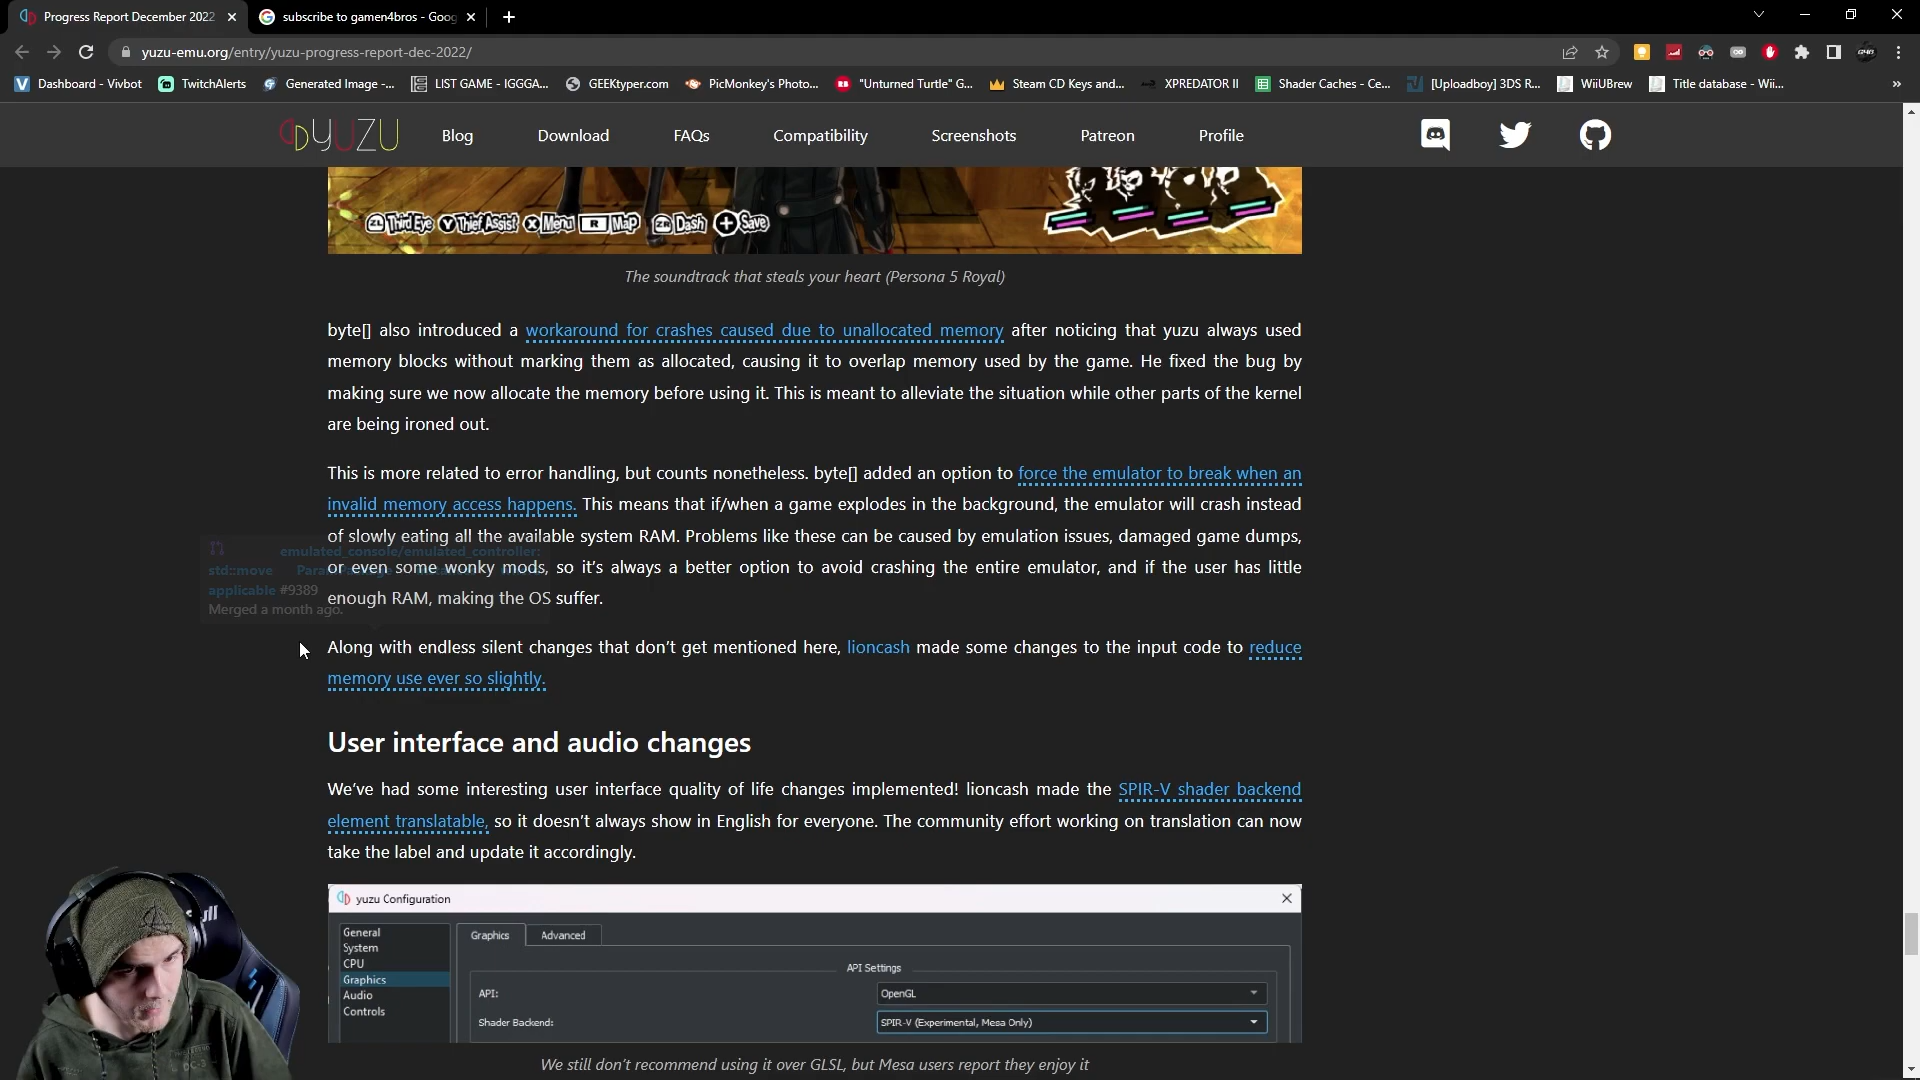 Progress Report December 2022
subscribe to gamen4bros - Goog
yuzu-emu.org/entry/yuzu-progress-report-dec-2022/
Dashboard - Vivbot
TwitchAlerts
Generated Image -...
LIST GAME - IGGGA...
GEEKtyper.com
PicMonkey's Photo...
"Unturned Turtle" G...
Steam CD Keys and...
XPREDATOR II
Shader Caches - Ce...
[Uploadboy] 3DS R...
WiiUBrew
Title database - Wii...
»
YUZU
Blog
Download
FAQs
Compatibility
Screenshots
Patreon
Profile
ZL Third Eye Y Thief Assist X Menu R Map ZR Dash + Save
The soundtrack that steals your heart (Persona 5 Royal)
byte[] also introduced a workaround for crashes caused due to unallocated memory after noticing that yuzu always used
memory blocks without marking them as allocated, causing it to overlap memory used by the game. He fixed the bug by
making sure we now allocate the memory before using it. This is meant to alleviate the situation while other parts of the kernel
are being ironed out.
This is more related to error handling, but counts nonetheless. byte[] added an option to force the emulator to break when an
invalid memory access happens. This means that if/when a game explodes in the background, the emulator will crash instead
of slowly eating all the available system RAM. Problems like these can be caused by emulation issues, damaged game dumps,
or even some wonky mods, so it's always a better option to avoid crashing the entire emulator, and if the user has little
enough RAM, making the OS suffer.
emulated_console/emulated_controller:
std::move
applicable #9389
Merged a month ago.
Along with endless silent changes that don't get mentioned here, lioncash made some changes to the input code to reduce
memory use ever so slightly.
User interface and audio changes
We've had some interesting user interface quality of life changes implemented! lioncash made the SPIR-V shader backend
element translatable, so it doesn't always show in English for everyone. The community effort working on translation can now
take the label and update it accordingly.
yuzu Configuration
General
System
CPU
Graphics
Audio
Controls
Graphics
Advanced
API Settings
API:
OpenGL
Shader Backend:
SPIR-V (Experimental, Mesa Only)
We still don't recommend using it over GLSL, but Mesa users report they enjoy it